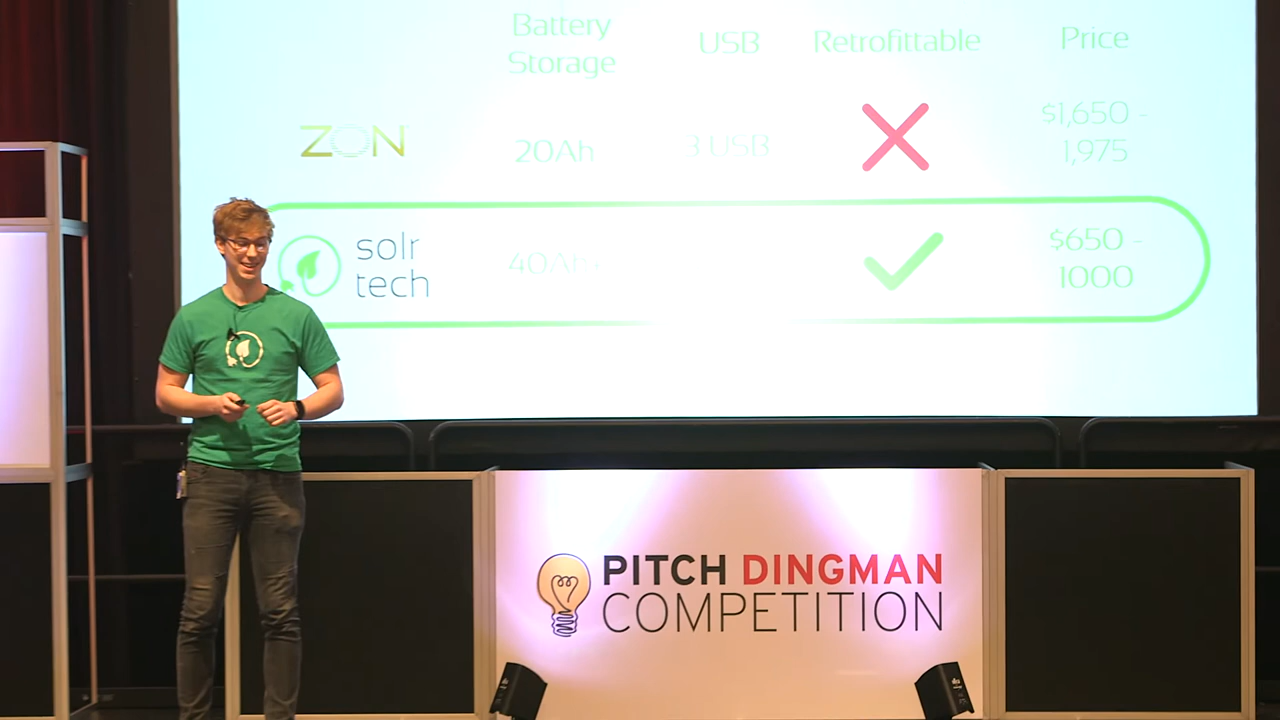 Battery
Storage
USB
Retrofittable
Price
ZON
20Ah
3 USB
$1,650 -
1,975
solr
tech
40Ah
$650 -
1000
PITCH DINGMAN
COMPETITION